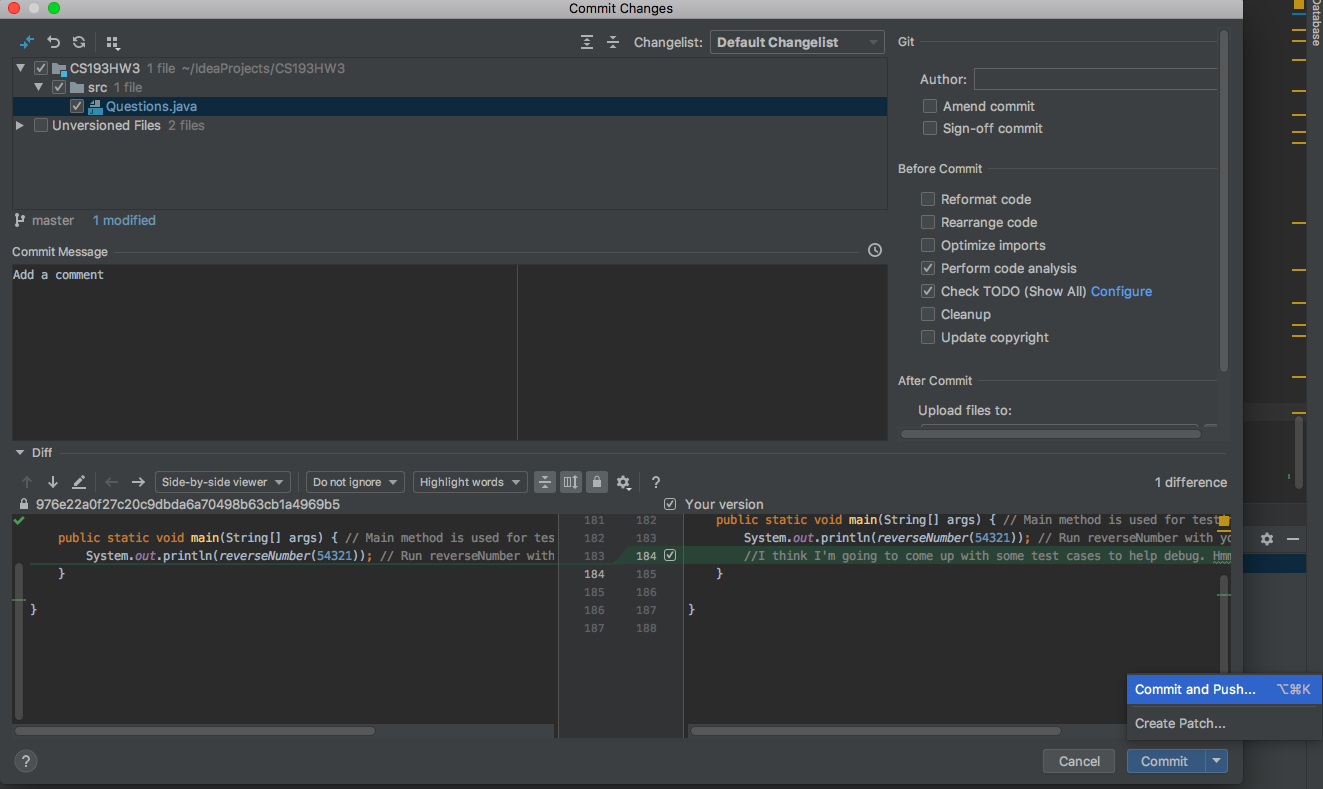 Commit Changes
Database
Changelist: Default Changelist
CS193HW3 1 file ~/IdeaProjects/CS193HW3
src 1 file
Questions.java
Unversioned Files 2 files
master 1 modified
Commit Message
Add a comment
Git
Author:
Amend commit
Sign-off commit
Before Commit
Reformat code
Rearrange code
Optimize imports
Perform code analysis
Check TODO (Show All) Configure
Cleanup
Update copyright
After Commit
Upload files to:
Diff
Side-by-side viewer Do not ignore Highlight words ? 1 difference
976e22a0f27c20c9dbda6a70498b63cb1a4969b5 Your version
181 182 public static void main(String[] args) { // Main method is used for test
public static void main(String[] args) { // Main method is used for tes 182 183 System.out.println(reverseNumber(54321)); // Run reverseNumber with yo
System.out.println(reverseNumber(54321)); // Run reverseNumber with 183 184 //I think I'm going to come up with some test cases to help debug. Hmm
} 184 185 }
185 186
} 186 187 }
187 188
Commit and Push... ⌥⌘K
Create Patch...
? Cancel Commit